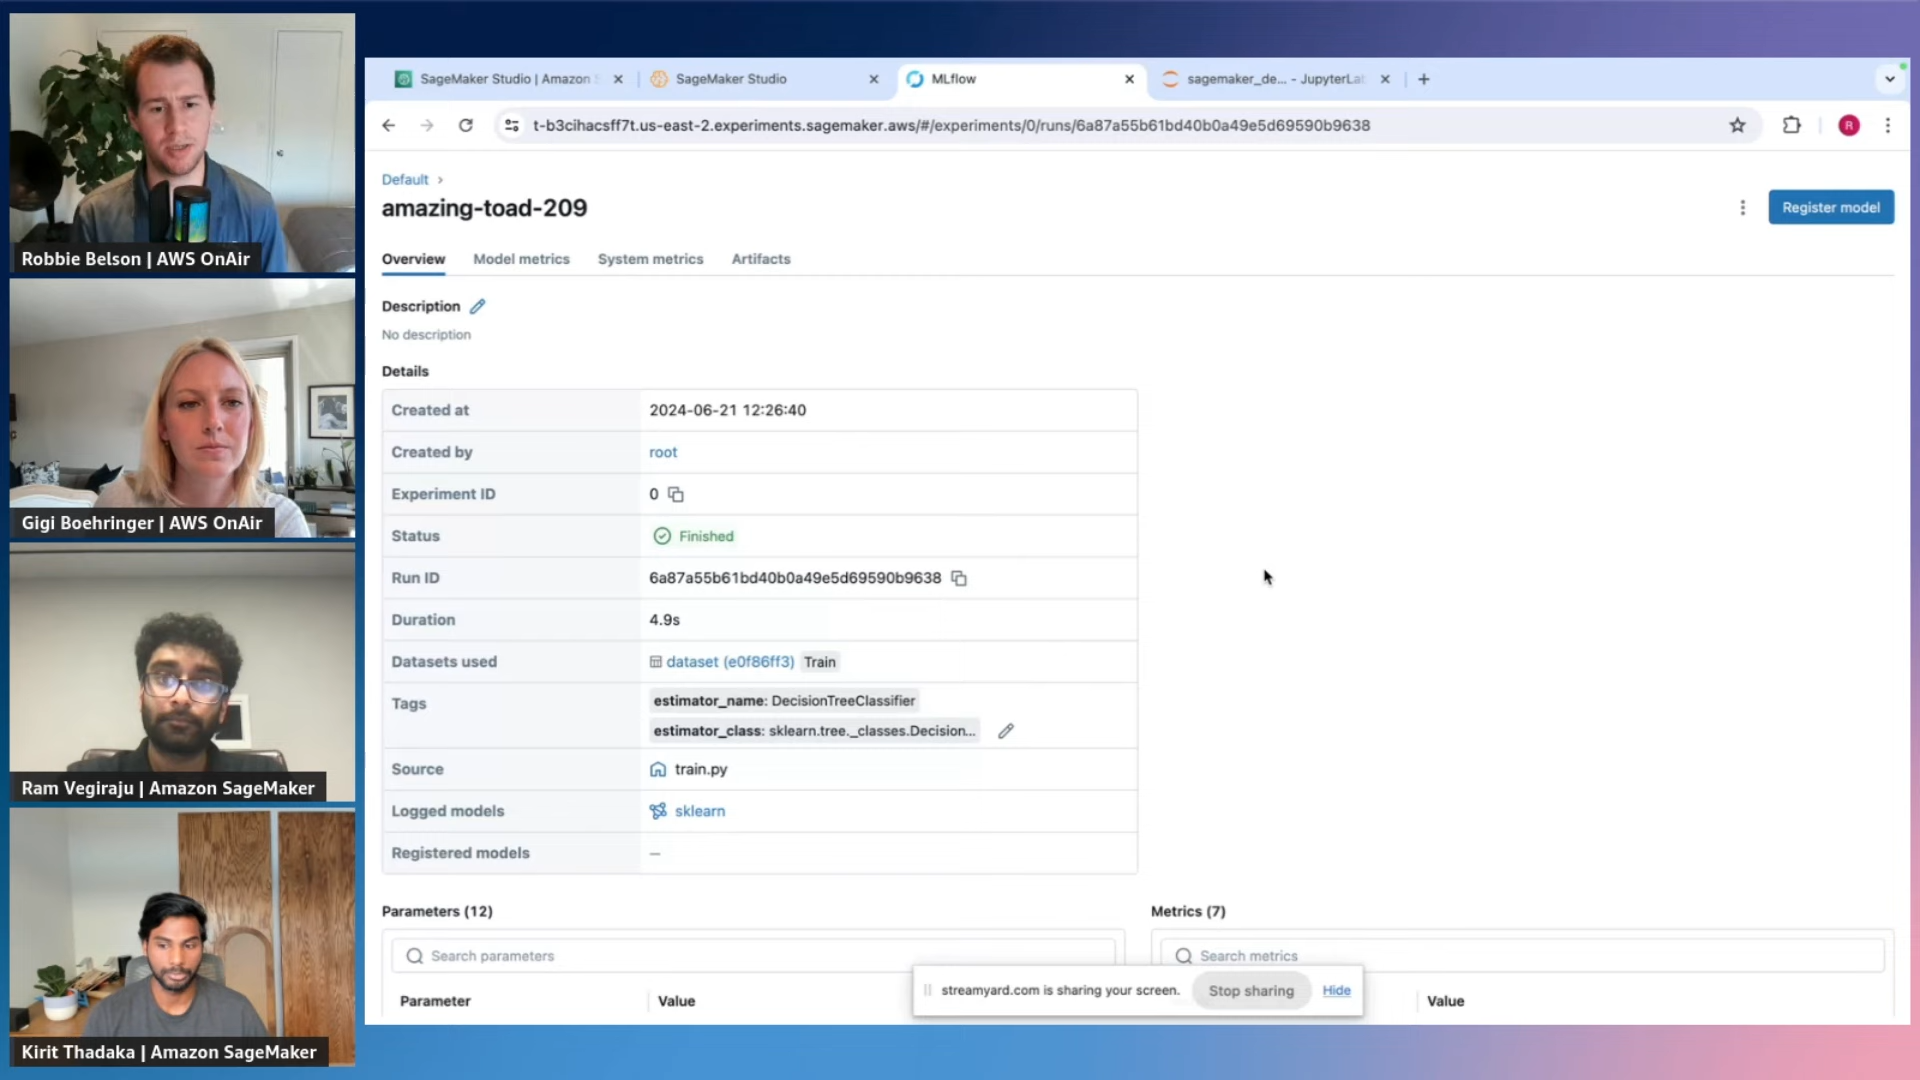 Robbie Belson | AWS OnAir
Gigi Boehringer | AWS OnAir
Ram Vegiraju | Amazon SageMaker
Kirit Thadaka | Amazon SageMaker
SageMaker Studio | Amazon S
SageMaker Studio
MLflow
sagemaker_de... - JupyterLa
t-b3cihacsff7t.us-east-2.experiments.sagemaker.aws/#/experiments/0/runs/6a87a55b61bd40b0a49e5d69590b9638
R
Default >
amazing-toad-209
Register model
Overview Model metrics System metrics Artifacts
Description
No description
Details
Created at 2024-06-21 12:26:40
Created by root
Experiment ID 0
Status Finished
Run ID 6a87a55b61bd40b0a49e5d69590b9638
Duration 4.9s
Datasets used dataset (e0f86ff3) Train
Tags estimator_name: DecisionTreeClassifier
estimator_class: sklearn.tree._classes.Decision...
Source train.py
Logged models sklearn
Registered models —
Parameters (12) Metrics (7)
Search parameters Search metrics
streamyard.com is sharing your screen. Stop sharing Hide
Parameter Value Value